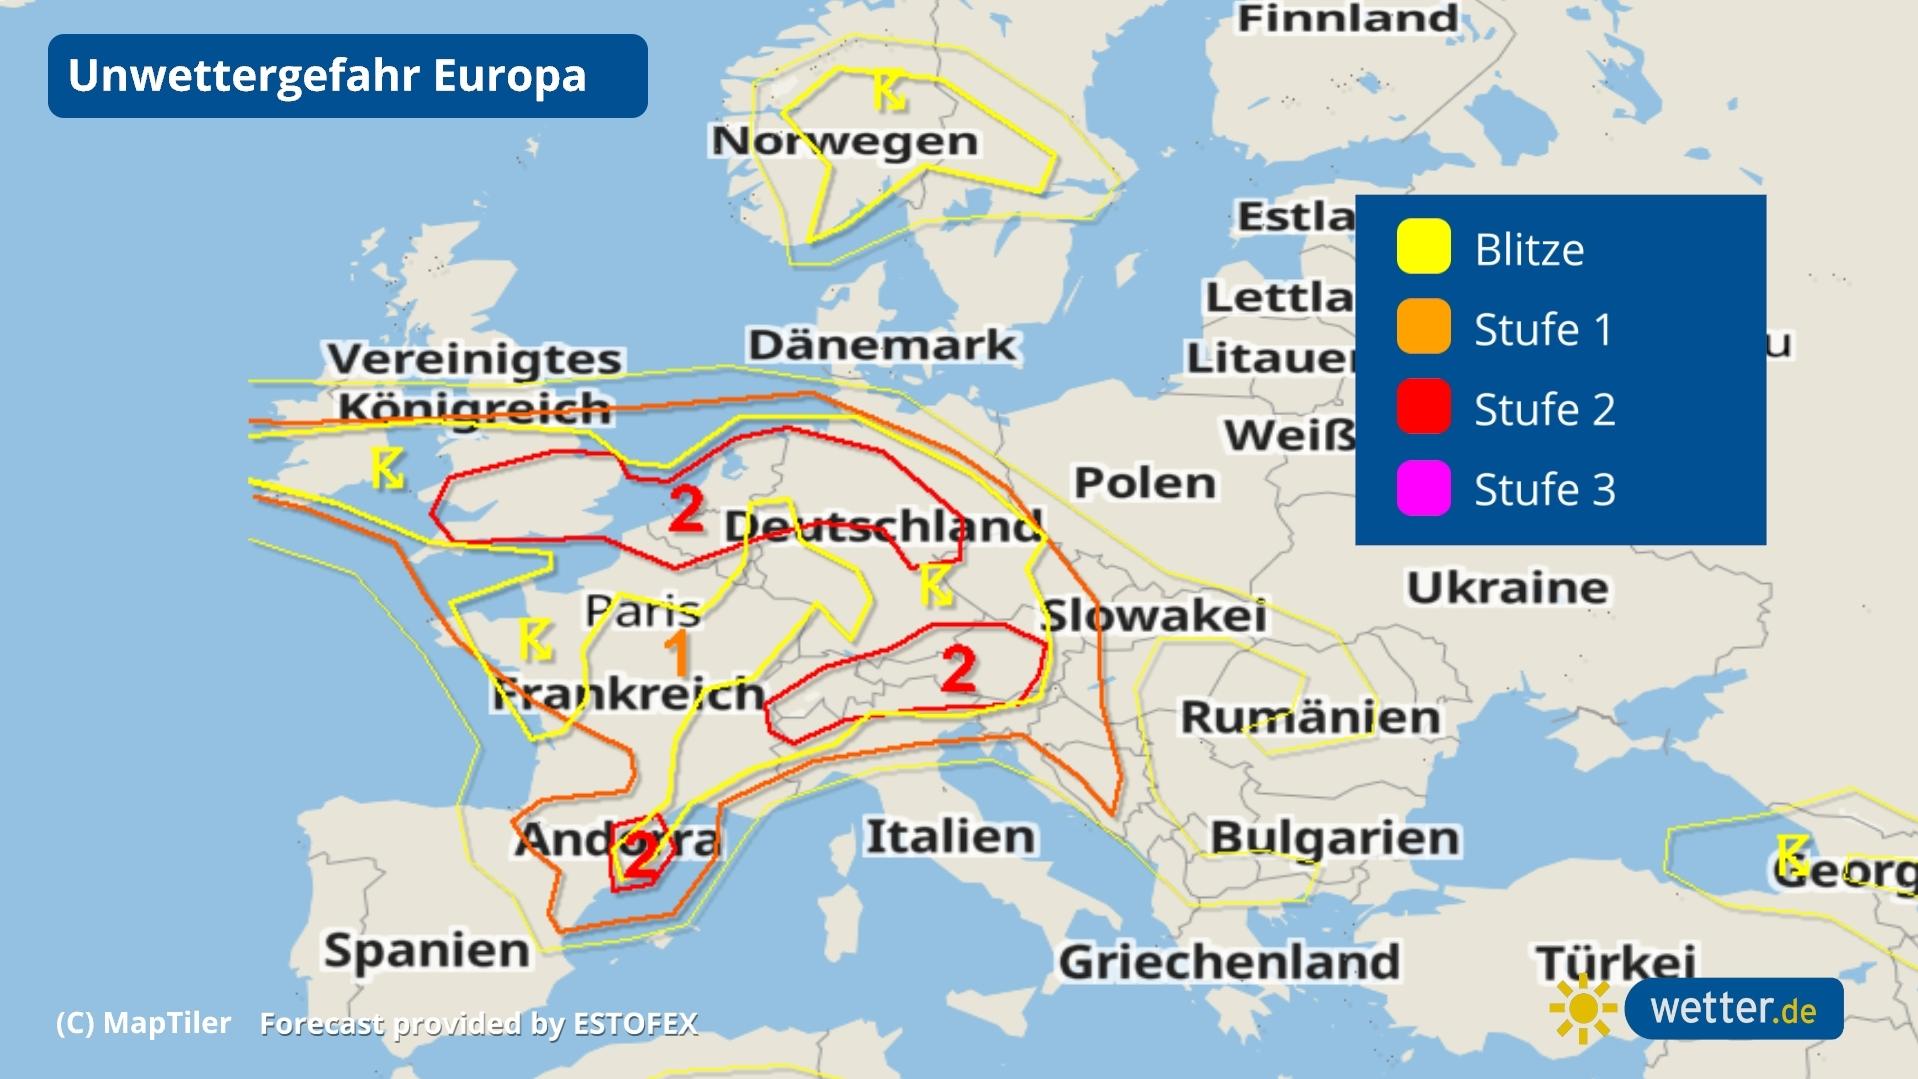 Finnland
Unwettergefahr Europa
Norwegen
Estla
Blitze
Lettla
Stufe 1
Vereinigtes
Dänemark
Litauer
u
Königreich
Stufe 2
Weiß
Polen
Stufe 3
2
Deutschland
Ukraine
Paris
Slowakei
1
2
Frankreich
Rumänien
Andorra
2
Italien
Bulgarien
Georg
Spanien
Griechenland
Türkei
(C) MapTiler Forecast provided by ESTOFEX
wetter.de